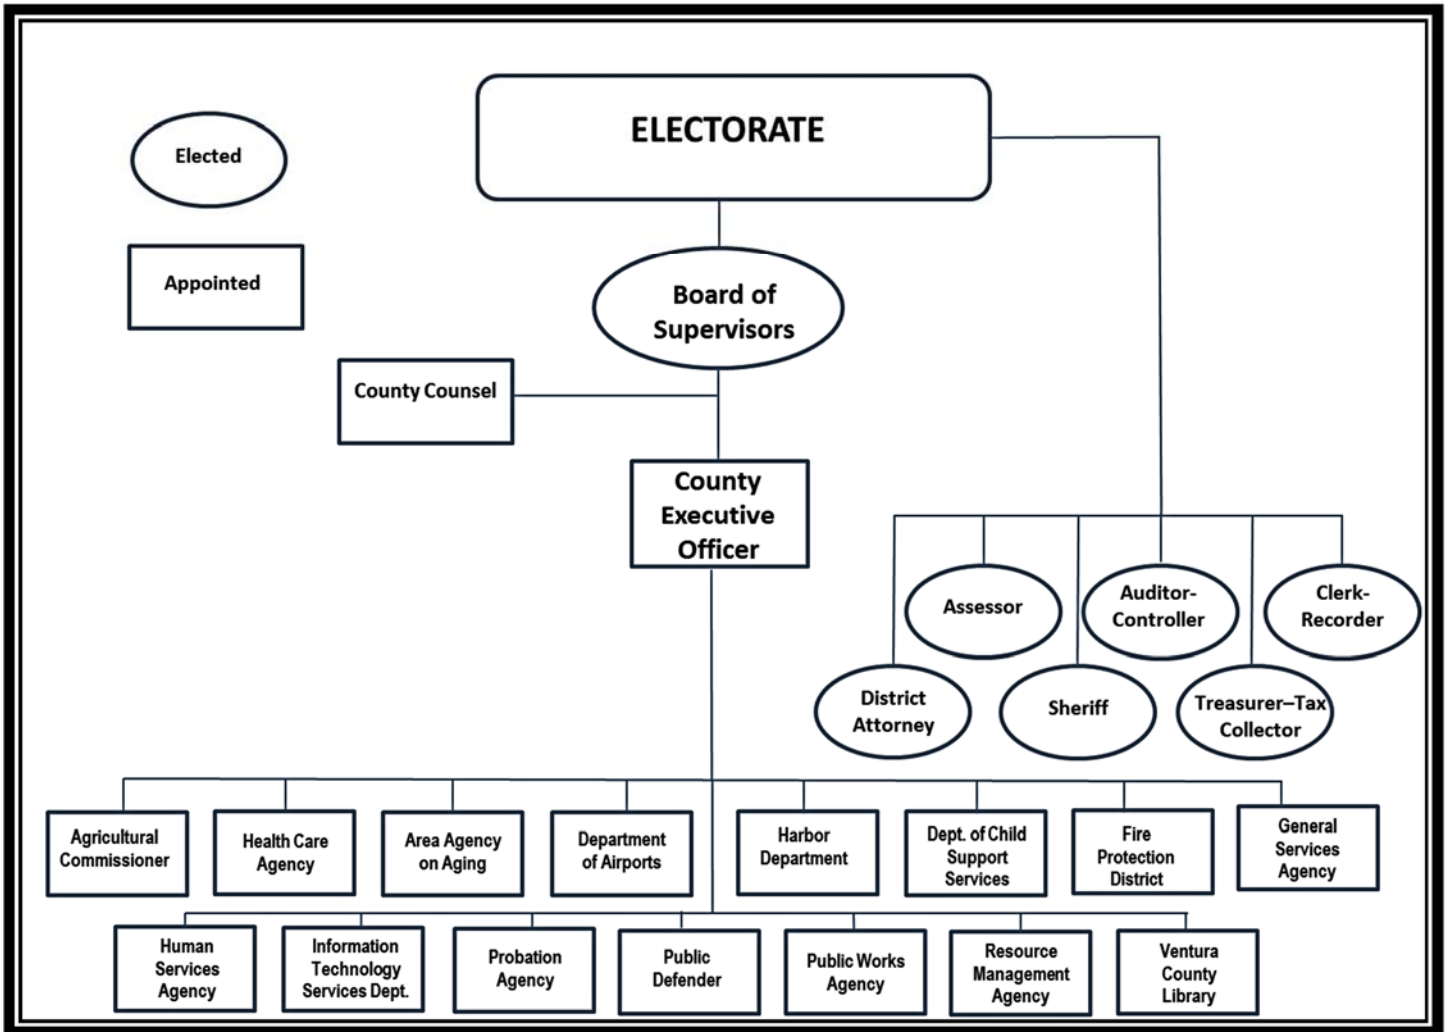 ELECTORATE
Elected
Appointed
Board of
Supervisors
County Counsel
County
Executive
Officer
Assessor
Auditor-
Controller
Clerk-
Recorder
District
Attorney
Sheriff
Treasurer–Tax
Collector
Agricultural
Commissioner
Health Care
Agency
Area Agency
on Aging
Department
of Airports
Harbor
Department
Dept. of Child
Support
Services
Fire
Protection
District
General
Services
Agency
Human
Services
Agency
Information
Technology
Services Dept.
Probation
Agency
Public
Defender
Public Works
Agency
Resource
Management
Agency
Ventura
County
Library